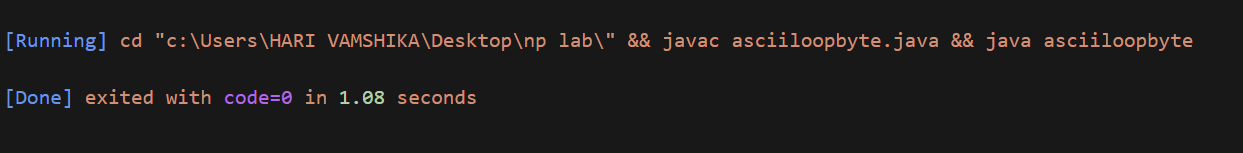 [Running] cd "c:\Users\HARI VAMSHIKA\Desktop\np lab\" && javac asciiloopbyte.java && java asciiloopbyte
[Done] exited with code=0 in 1.08 seconds